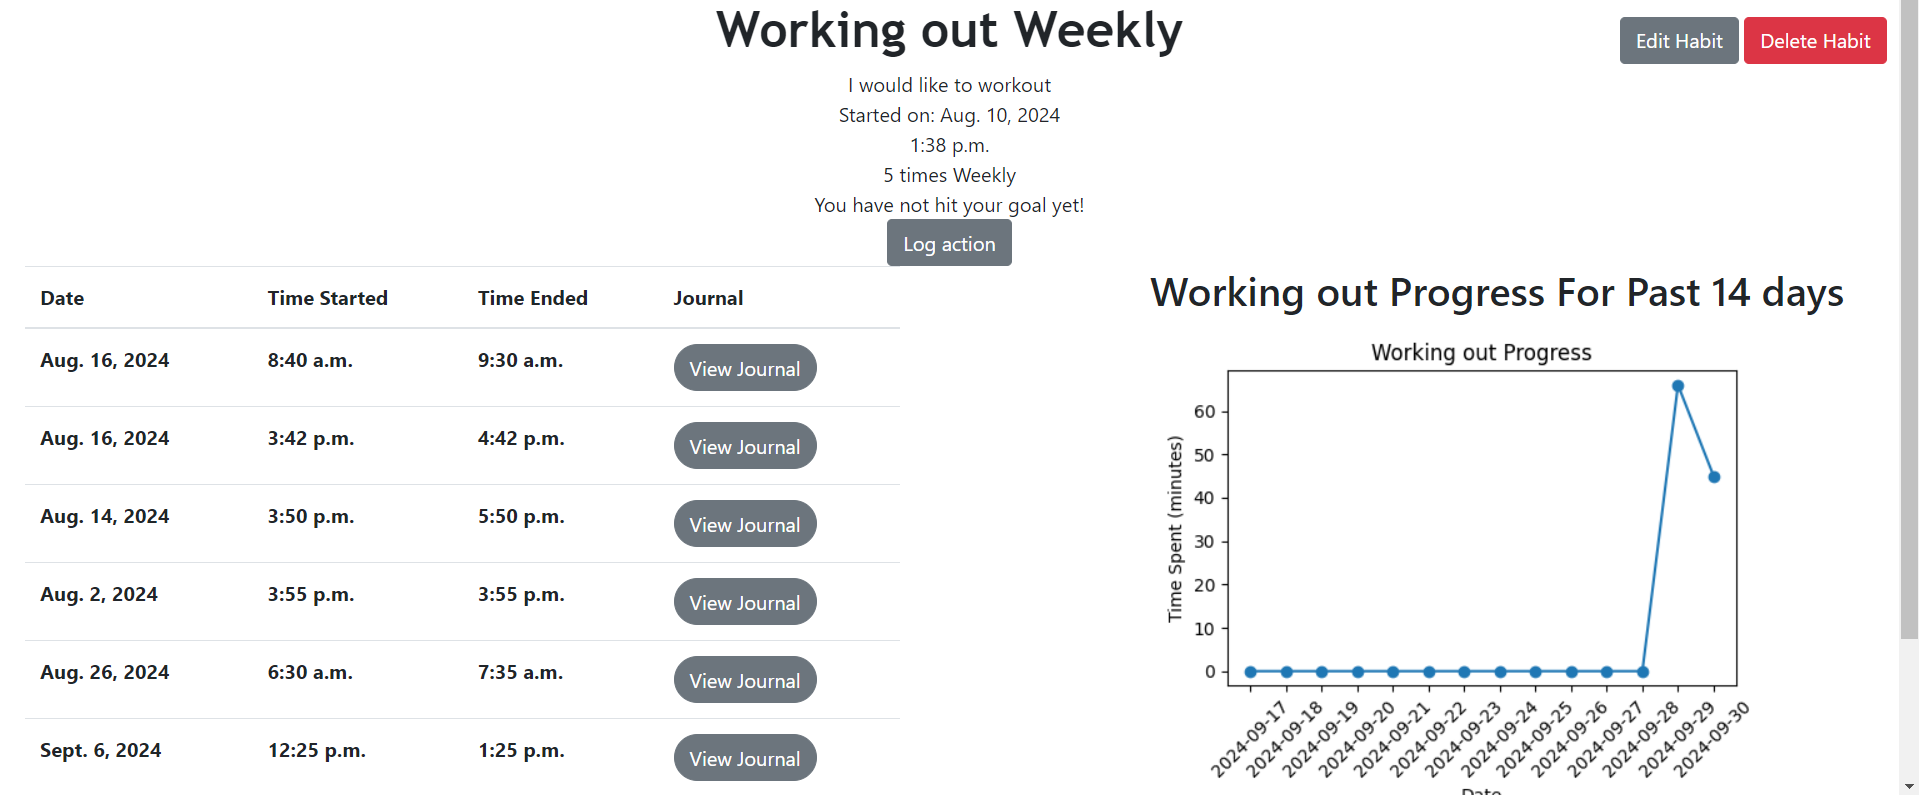 Working out Weekly
Edit Habit
Delete Habit
I would like to workout
Started on: Aug. 10, 2024
1:38 p.m.
5 times Weekly
You have not hit your goal yet!
Log action
Date Time Started Time Ended Journal
Aug. 16, 2024 8:40 a.m. 9:30 a.m. View Journal
Aug. 16, 2024 3:42 p.m. 4:42 p.m. View Journal
Aug. 14, 2024 3:50 p.m. 5:50 p.m. View Journal
Aug. 2, 2024 3:55 p.m. 3:55 p.m. View Journal
Aug. 26, 2024 6:30 a.m. 7:35 a.m. View Journal
Sept. 6, 2024 12:25 p.m. 1:25 p.m. View Journal
Working out Progress For Past 14 days
Working out Progress
Time Spent (minutes)
60
50
40
30
20
10
0
2024-09-17
2024-09-18
2024-09-19
2024-09-20
2024-09-21
2024-09-22
2024-09-23
2024-09-24
2024-09-25
2024-09-26
2024-09-27
2024-09-28
2024-09-29
2024-09-30
Date